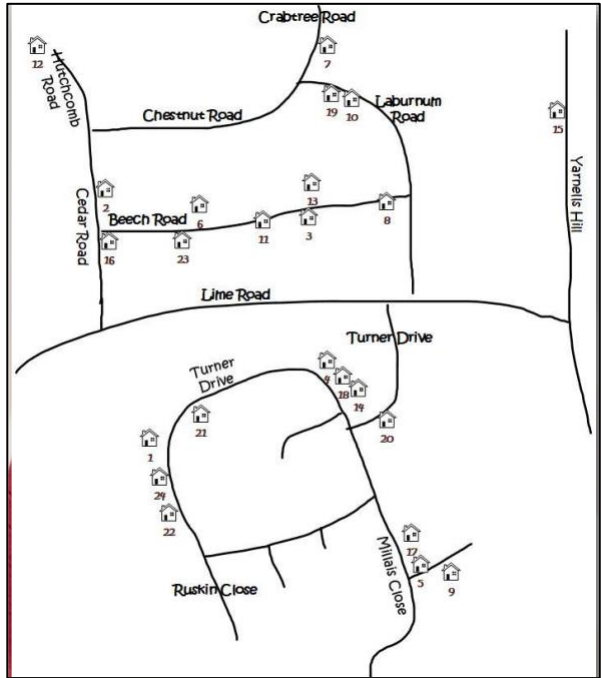 Crabtree Road
12
7
Hutchcomb
Road
19
10
Laburnum
Road
Chestnut Road
15
Yarnells Hill
2
13
Cedar Road
6
Beech Road
8
11
3
16
23
Lime Road
Turner Drive
Turner
Drive
4
18
14
21
20
1
24
22
17
Millais Close
5
9
Ruskin Close